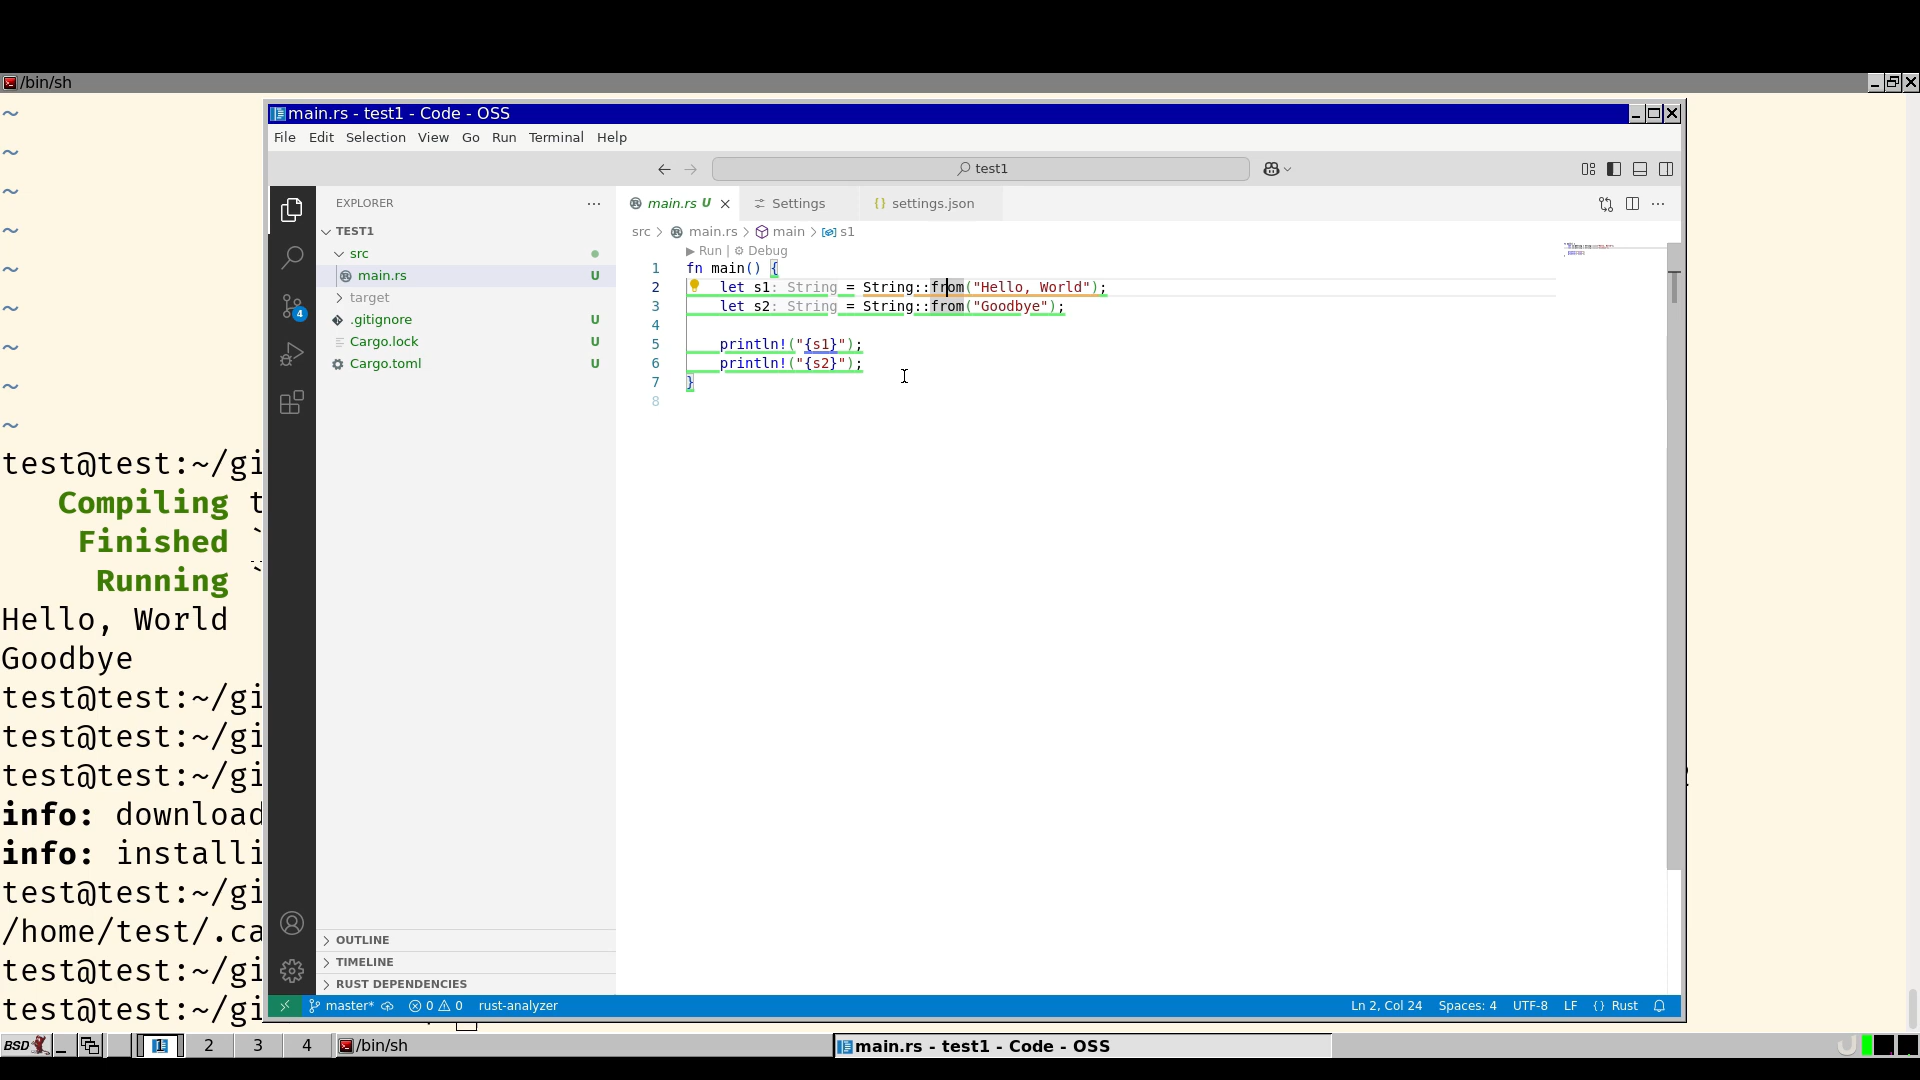 /bin/sh
main.rs - test1 - Code - OSS
File Edit Selection View Go Run Terminal Help
test1
EXPLORER
main.rs U
Settings
{} settings.json
TEST1
src
main.rs U
target
.gitignore U
Cargo.lock U
Cargo.toml U
4
src > main.rs > main > s1
Run | Debug
1 fn main() {
2 let s1: String = String::from("Hello, World");
3 let s2: String = String::from("Goodbye");
4
5 println!("{s1}");
6 println!("{s2}");
7 }
8
OUTLINE
TIMELINE
RUST DEPENDENCIES
master* 0 0 rust-analyzer
Ln 2, Col 24 Spaces: 4 UTF-8 LF {} Rust
~
~
~
~
~
~
~
~
~
test@test:~/gi
Compiling t
Finished `
Running `
Hello, World
Goodbye
test@test:~/gi
test@test:~/gi
test@test:~/gi
info: download
info: installi
test@test:~/gi
/home/test/.ca
test@test:~/gi
test@test:~/gi
BSD 1 2 3 4 /bin/sh main.rs - test1 - Code - OSS